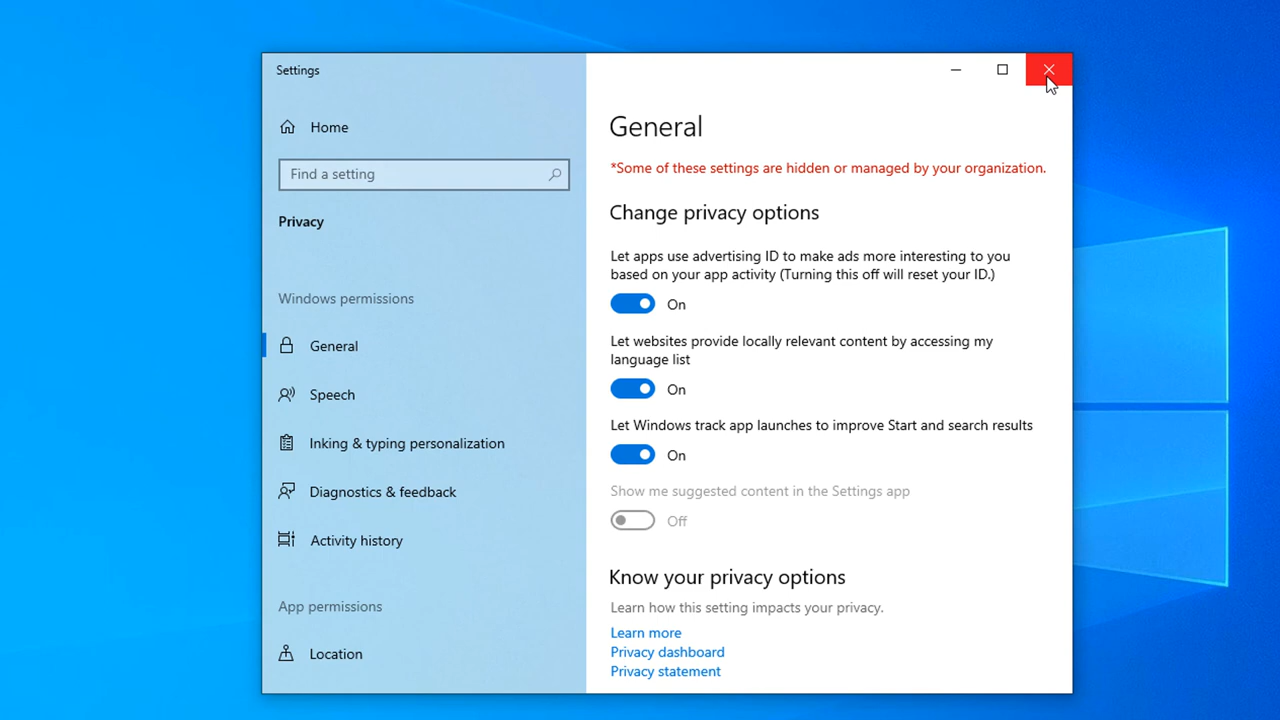 Settings
Home
Find a setting
Privacy
Windows permissions
General
Speech
Inking & typing personalization
Diagnostics & feedback
Activity history
App permissions
Location
General
*Some of these settings are hidden or managed by your organization.
Change privacy options
Let apps use advertising ID to make ads more interesting to you
based on your app activity (Turning this off will reset your ID.)
On
Let websites provide locally relevant content by accessing my
language list
On
Let Windows track app launches to improve Start and search results
On
Show me suggested content in the Settings app
Off
Know your privacy options
Learn how this setting impacts your privacy.
Learn more
Privacy dashboard
Privacy statement